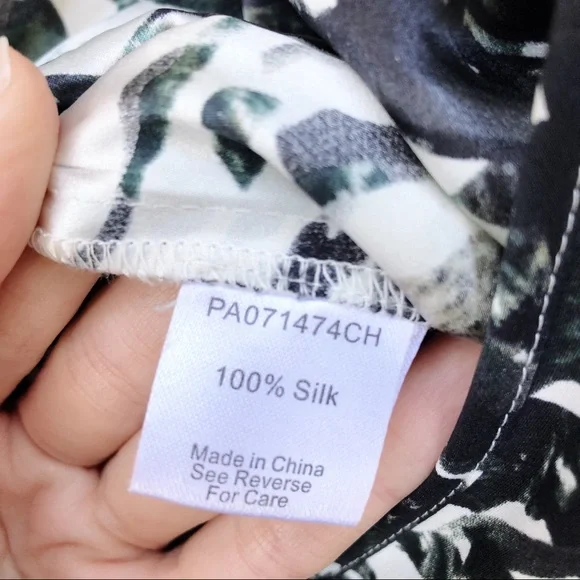 PA071474CH
100% Silk
Made in China
See Reverse
For Care